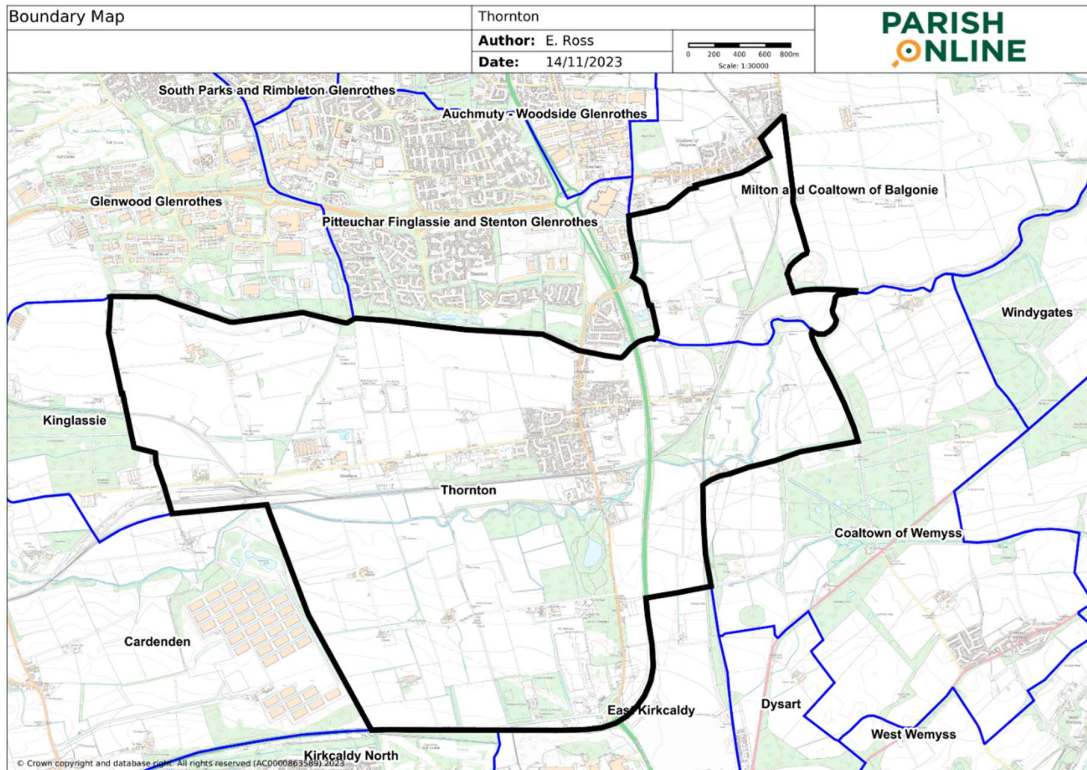 Boundary Map
Thornton
Author: E. Ross
Date: 14/11/2023
0 200 400 600 800m
Scale: 1:30000
PARISH
ONLINE
South Parks and Rimbleton Glenrothes
Auchmuty - Woodside Glenrothes
Milton and Coaltown of Balgonie
Glenwood Glenrothes
Pitteuchar Finglassie and Stenton Glenrothes
Windygates
Kinglassie
Thornton
Coaltown of Wemyss
Cardenden
East Kirkcaldy
Dysart
West Wemyss
Kirkcaldy North
© Crown copyright and database right. All rights reserved (AC0000863589) 2023